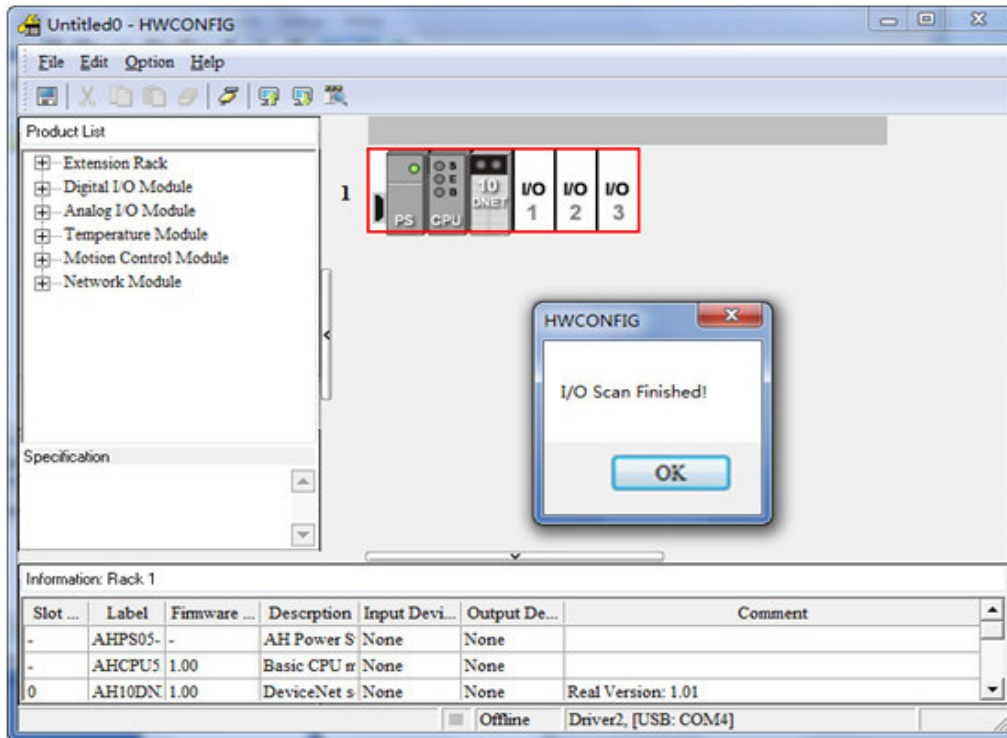 Untitled0 - HWCONFIG
File Edit Option Help
Product List
Extension Rack
Digital I/O Module
Analog I/O Module
Temperature Module
Motion Control Module
Network Module
1
PS
S
E
B
CPU
10
DNET
I/O
1
I/O
2
I/O
3
HWCONFIG
I/O Scan Finished!
OK
Specification
Information: Rack 1
Slot ... Label Firmware ... Descrption Input Devi... Output De... Comment
- AHPS05- - AH Power S None None
- AHCPU5 1.00 Basic CPU m None None
0 AH10DN 1.00 DeviceNet s None None Real Version: 1.01
Offline Driver2, [USB: COM4]